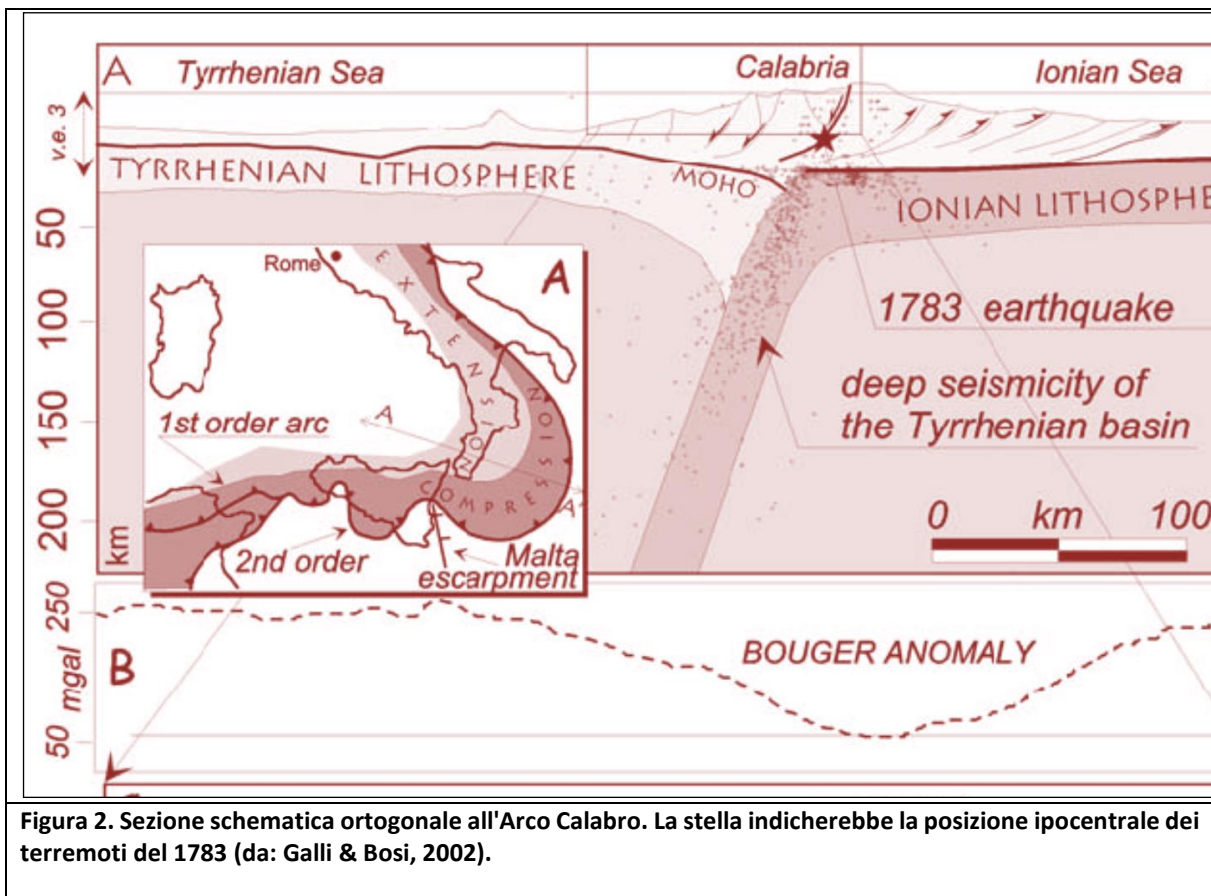 A
Tyrrhenian Sea
Calabria
Ionian Sea
v.e. 3
TYRRHENIAN LITHOSPHERE
MOHO
IONIAN LITHOSPHE
50
100
150
200
km
Rome
A
EXTENSION
COMPRESSION
1st order arc
A
A'
2nd order
Malta
escarpment
1783 earthquake
deep seismicity of
the Tyrrhenian basin
0 km 100
250
mgal
50
B
BOUGER ANOMALY
Figura 2. Sezione schematica ortogonale all'Arco Calabro. La stella indicherebbe la posizione ipocentrale dei
terremoti del 1783 (da: Galli & Bosi, 2002).